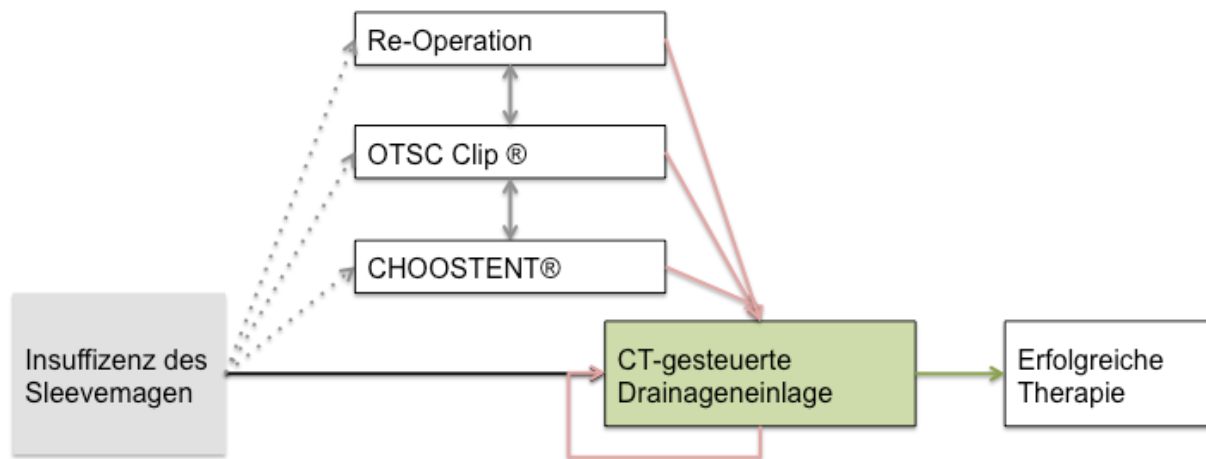 Re-Operation
OTSC Clip ®
CHOOSTENT®
Insuffizenz des
Sleevemagen
CT-gesteuerte
Drainageneinlage
Erfolgreiche
Therapie